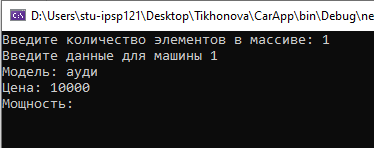 D:\Users\stu-ipsp121\Desktop\Tikhonova\CarApp\bin\Debug\ne
Введите количество элементов в массиве: 1
Введите данные для машины 1
Модель: ауди
Цена: 10000
Мощность: